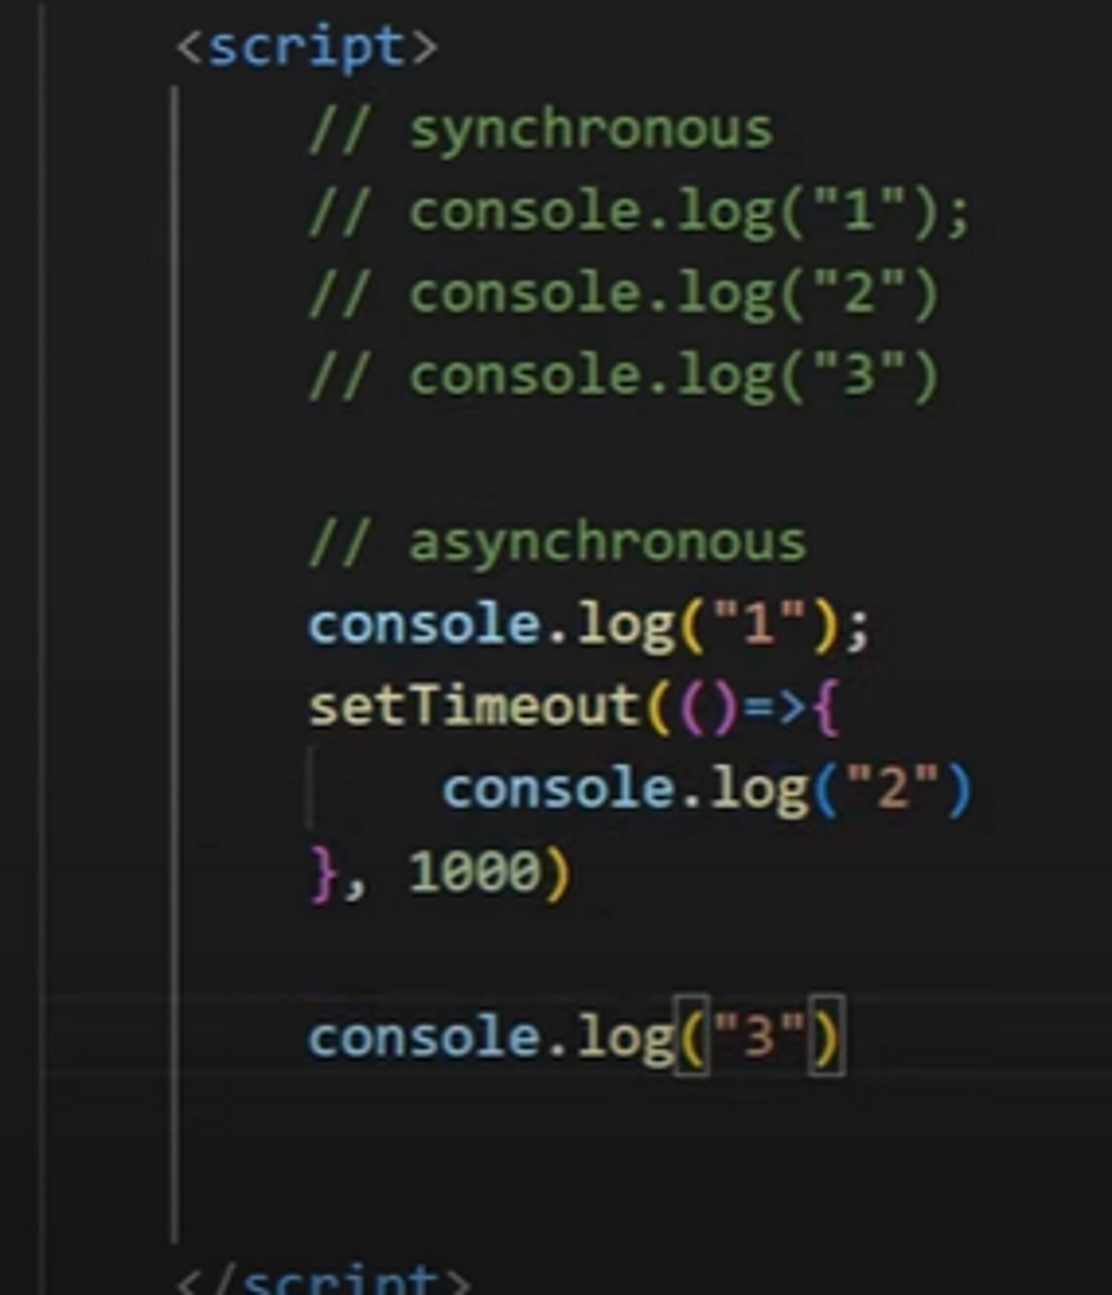 <script>
// synchronous
// console.log("1");
// console.log("2")
// console.log("3")
// asynchronous
console.log("1");
setTimeout(()=>{
console.log("2")
}, 1000)
console.log("3")
</script>